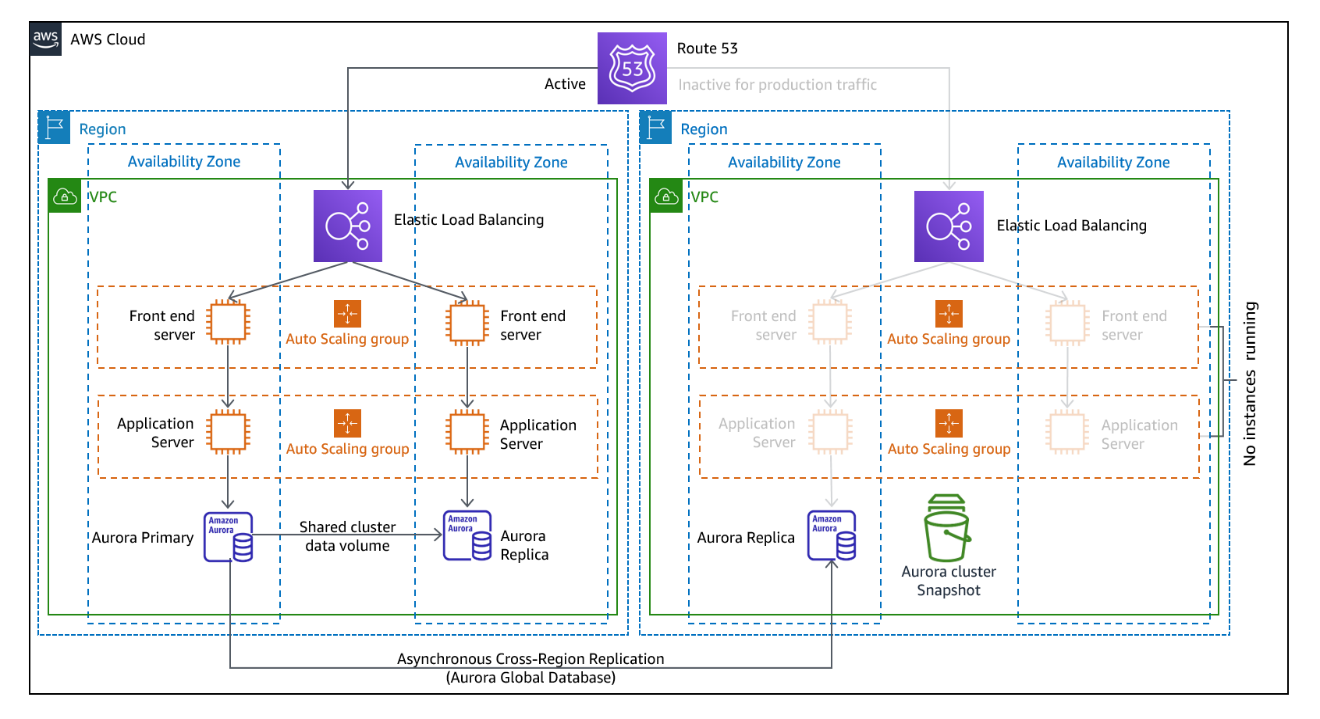 aws
AWS Cloud
53
Route 53
Active
Inactive for production traffic
Region
Availability Zone
Availability Zone
VPC
Elastic Load Balancing
Front end
server
Auto Scaling group
Front end
server
Application
Server
Auto Scaling group
Application
Server
Aurora Primary
Amazon
Aurora
Shared cluster
data volume
Amazon
Aurora
Aurora
Replica
Region
Availability Zone
Availability Zone
VPC
Elastic Load Balancing
Front end
server
Auto Scaling group
Front end
server
Application
Server
Auto Scaling group
Application
Server
No instances running
Aurora Replica
Amazon
Aurora
Aurora cluster
Snapshot
Asynchronous Cross-Region Replication
(Aurora Global Database)